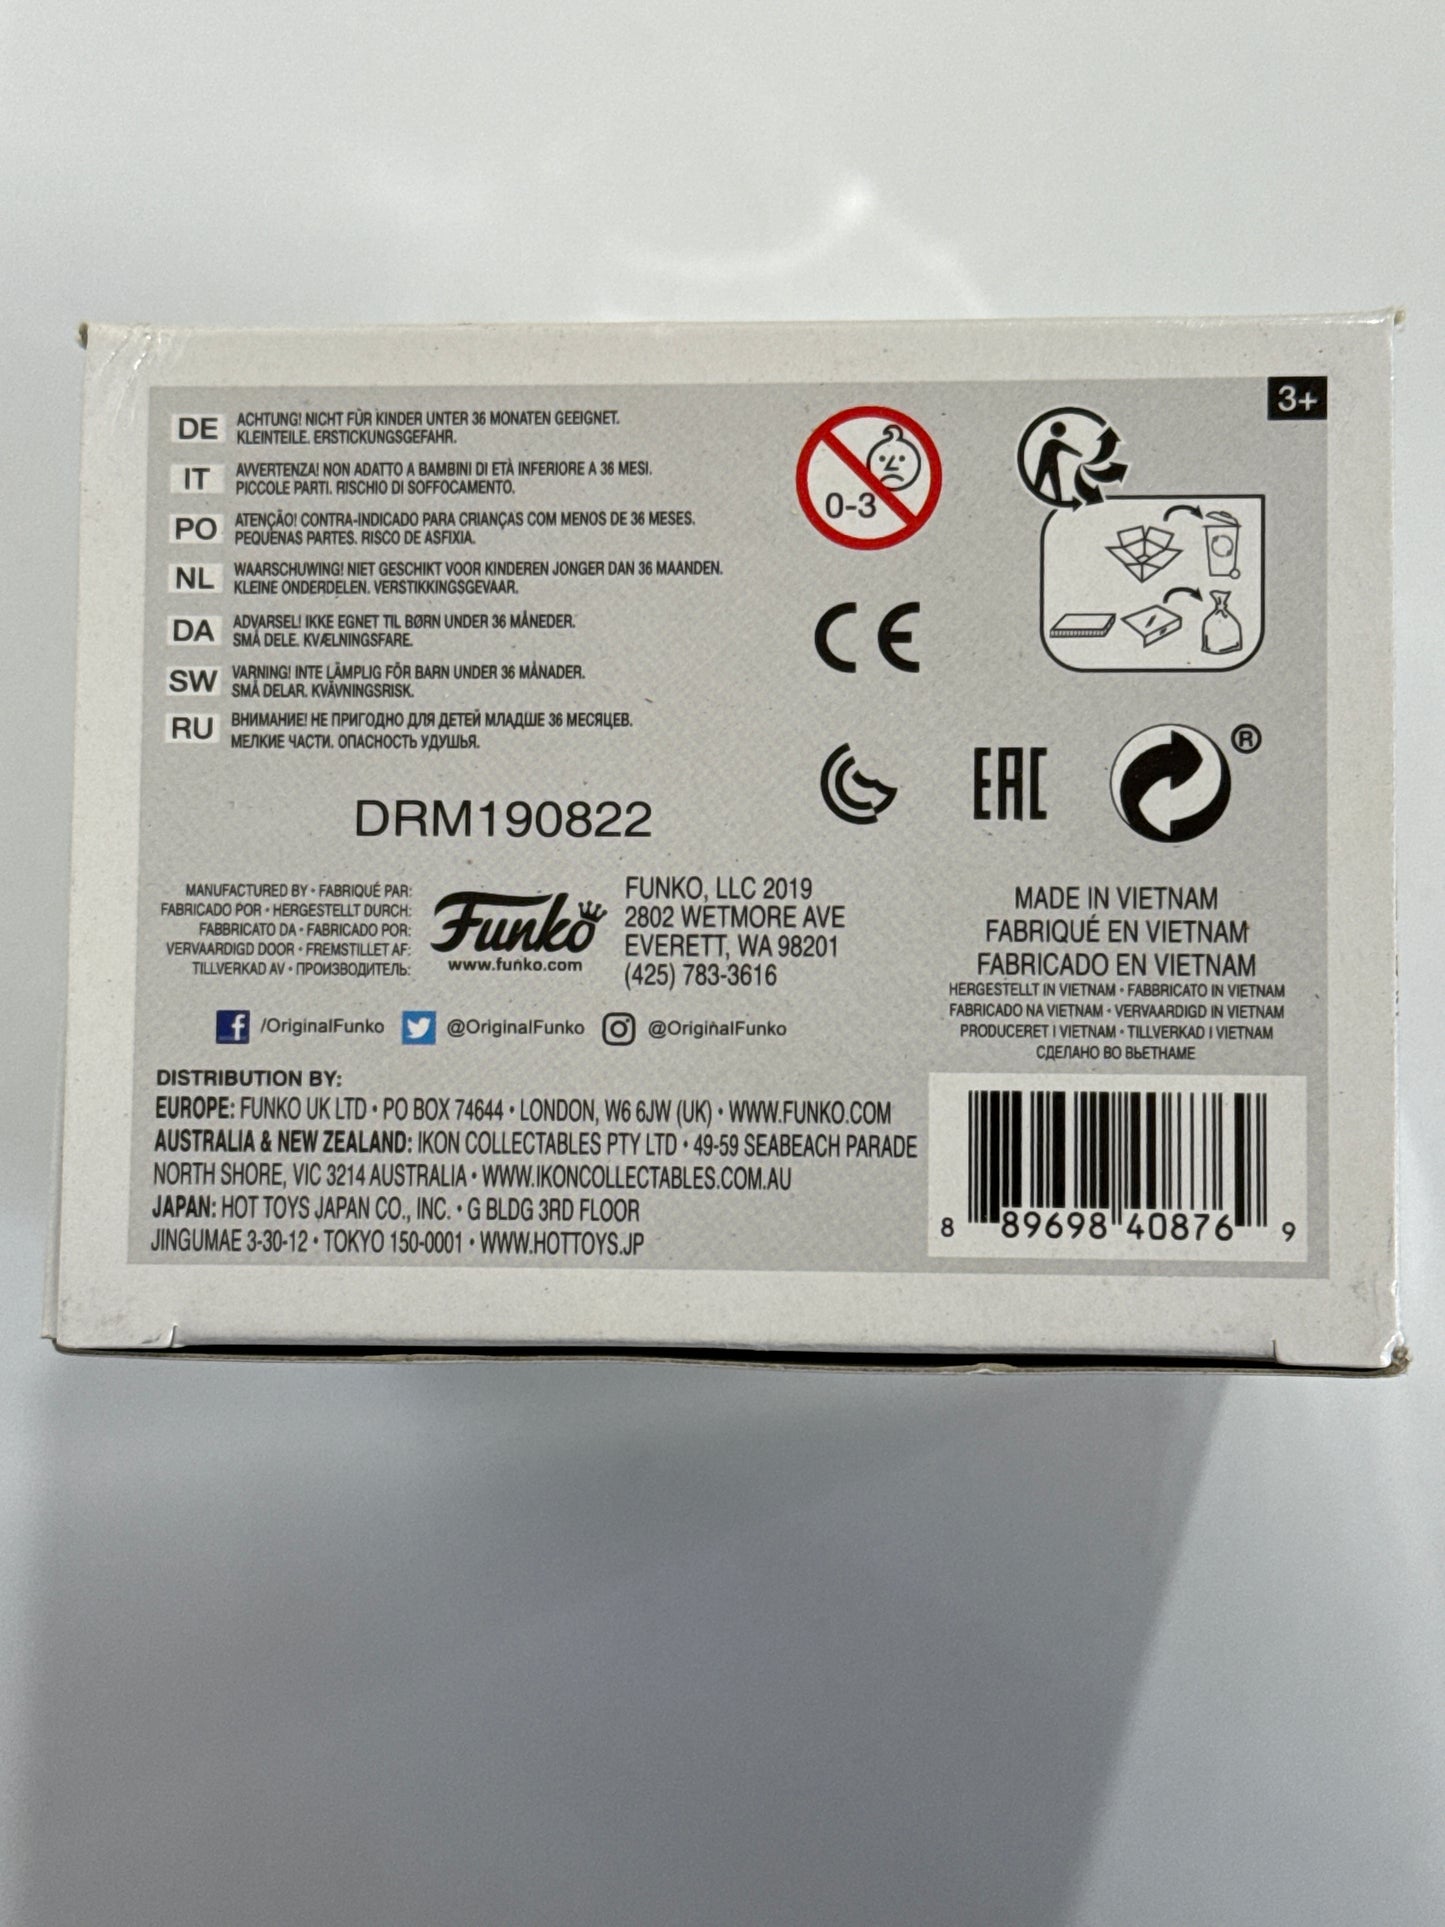 3+
DE ACHTUNG! NICHT FÜR KINDER UNTER 36 MONATEN GEEIGNET.
KLEINTEILE. ERSTICKUNGSGEFAHR.
IT AVVERTENZA! NON ADATTO A BAMBINI DI ETÀ INFERIORE A 36 MESI.
PICCOLE PARTI. RISCHIO DI SOFFOCAMENTO.
PO ATENÇÃO! CONTRA-INDICADO PARA CRIANÇAS COM MENOS DE 36 MESES.
PEQUENAS PARTES. RISCO DE ASFIXIA.
NL WAARSCHUWING! NIET GESCHIKT VOOR KINDEREN JONGER DAN 36 MAANDEN.
KLEINE ONDERDELEN. VERSTIKKINGSGEVAAR.
DA ADVARSEL! IKKE EGNET TIL BØRN UNDER 36 MÅNEDER.
SMÅ DELE. KVÆLNINGSFARE.
SW VARNING! INTE LÄMPLIG FÖR BARN UNDER 36 MÅNADER.
SMÅ DELAR. KVÄVNINGSRISK.
RU ВНИМАНИЕ! НЕ ПРИГОДНО ДЛЯ ДЕТЕЙ МЛАДШЕ 36 МЕСЯЦЕВ.
МЕЛКИЕ ЧАСТИ. ОПАСНОСТЬ УДУШЬЯ.
0-3
CE
EAC
®
DRM190822
MANUFACTURED BY • FABRIQUÉ PAR:
FABRICADO POR • HERGESTELLT DURCH:
FABBRICATO DA • FABRICADO POR:
VERVAARDIGD DOOR • FREMSTILLET AF:
TILLVERKAD AV • ПРОИЗВОДИТЕЛЬ:
Funko
www.funko.com
FUNKO, LLC 2019
2802 WETMORE AVE
EVERETT, WA 98201
(425) 783-3616
/OriginalFunko @OriginalFunko @OriginalFunko
MADE IN VIETNAM
FABRIQUÉ EN VIETNAM
FABRICADO EN VIETNAM
HERGESTELLT IN VIETNAM • FABBRICATO IN VIETNAM
FABRICADO NA VIETNAM • VERVAARDIGD IN VIETNAM
PRODUCERET I VIETNAM • TILLVERKAD I VIETNAM
СДЕЛАНО ВО ВЬЕТНАМЕ
DISTRIBUTION BY:
EUROPE: FUNKO UK LTD • PO BOX 74644 • LONDON, W6 6JW (UK) • WWW.FUNKO.COM
AUSTRALIA & NEW ZEALAND: IKON COLLECTABLES PTY LTD • 49-59 SEABEACH PARADE
NORTH SHORE, VIC 3214 AUSTRALIA • WWW.IKONCOLLECTABLES.COM.AU
JAPAN: HOT TOYS JAPAN CO., INC. • G BLDG 3RD FLOOR
JINGUMAE 3-30-12 • TOKYO 150-0001 • WWW.HOTTOYS.JP
8 89698 40876 9